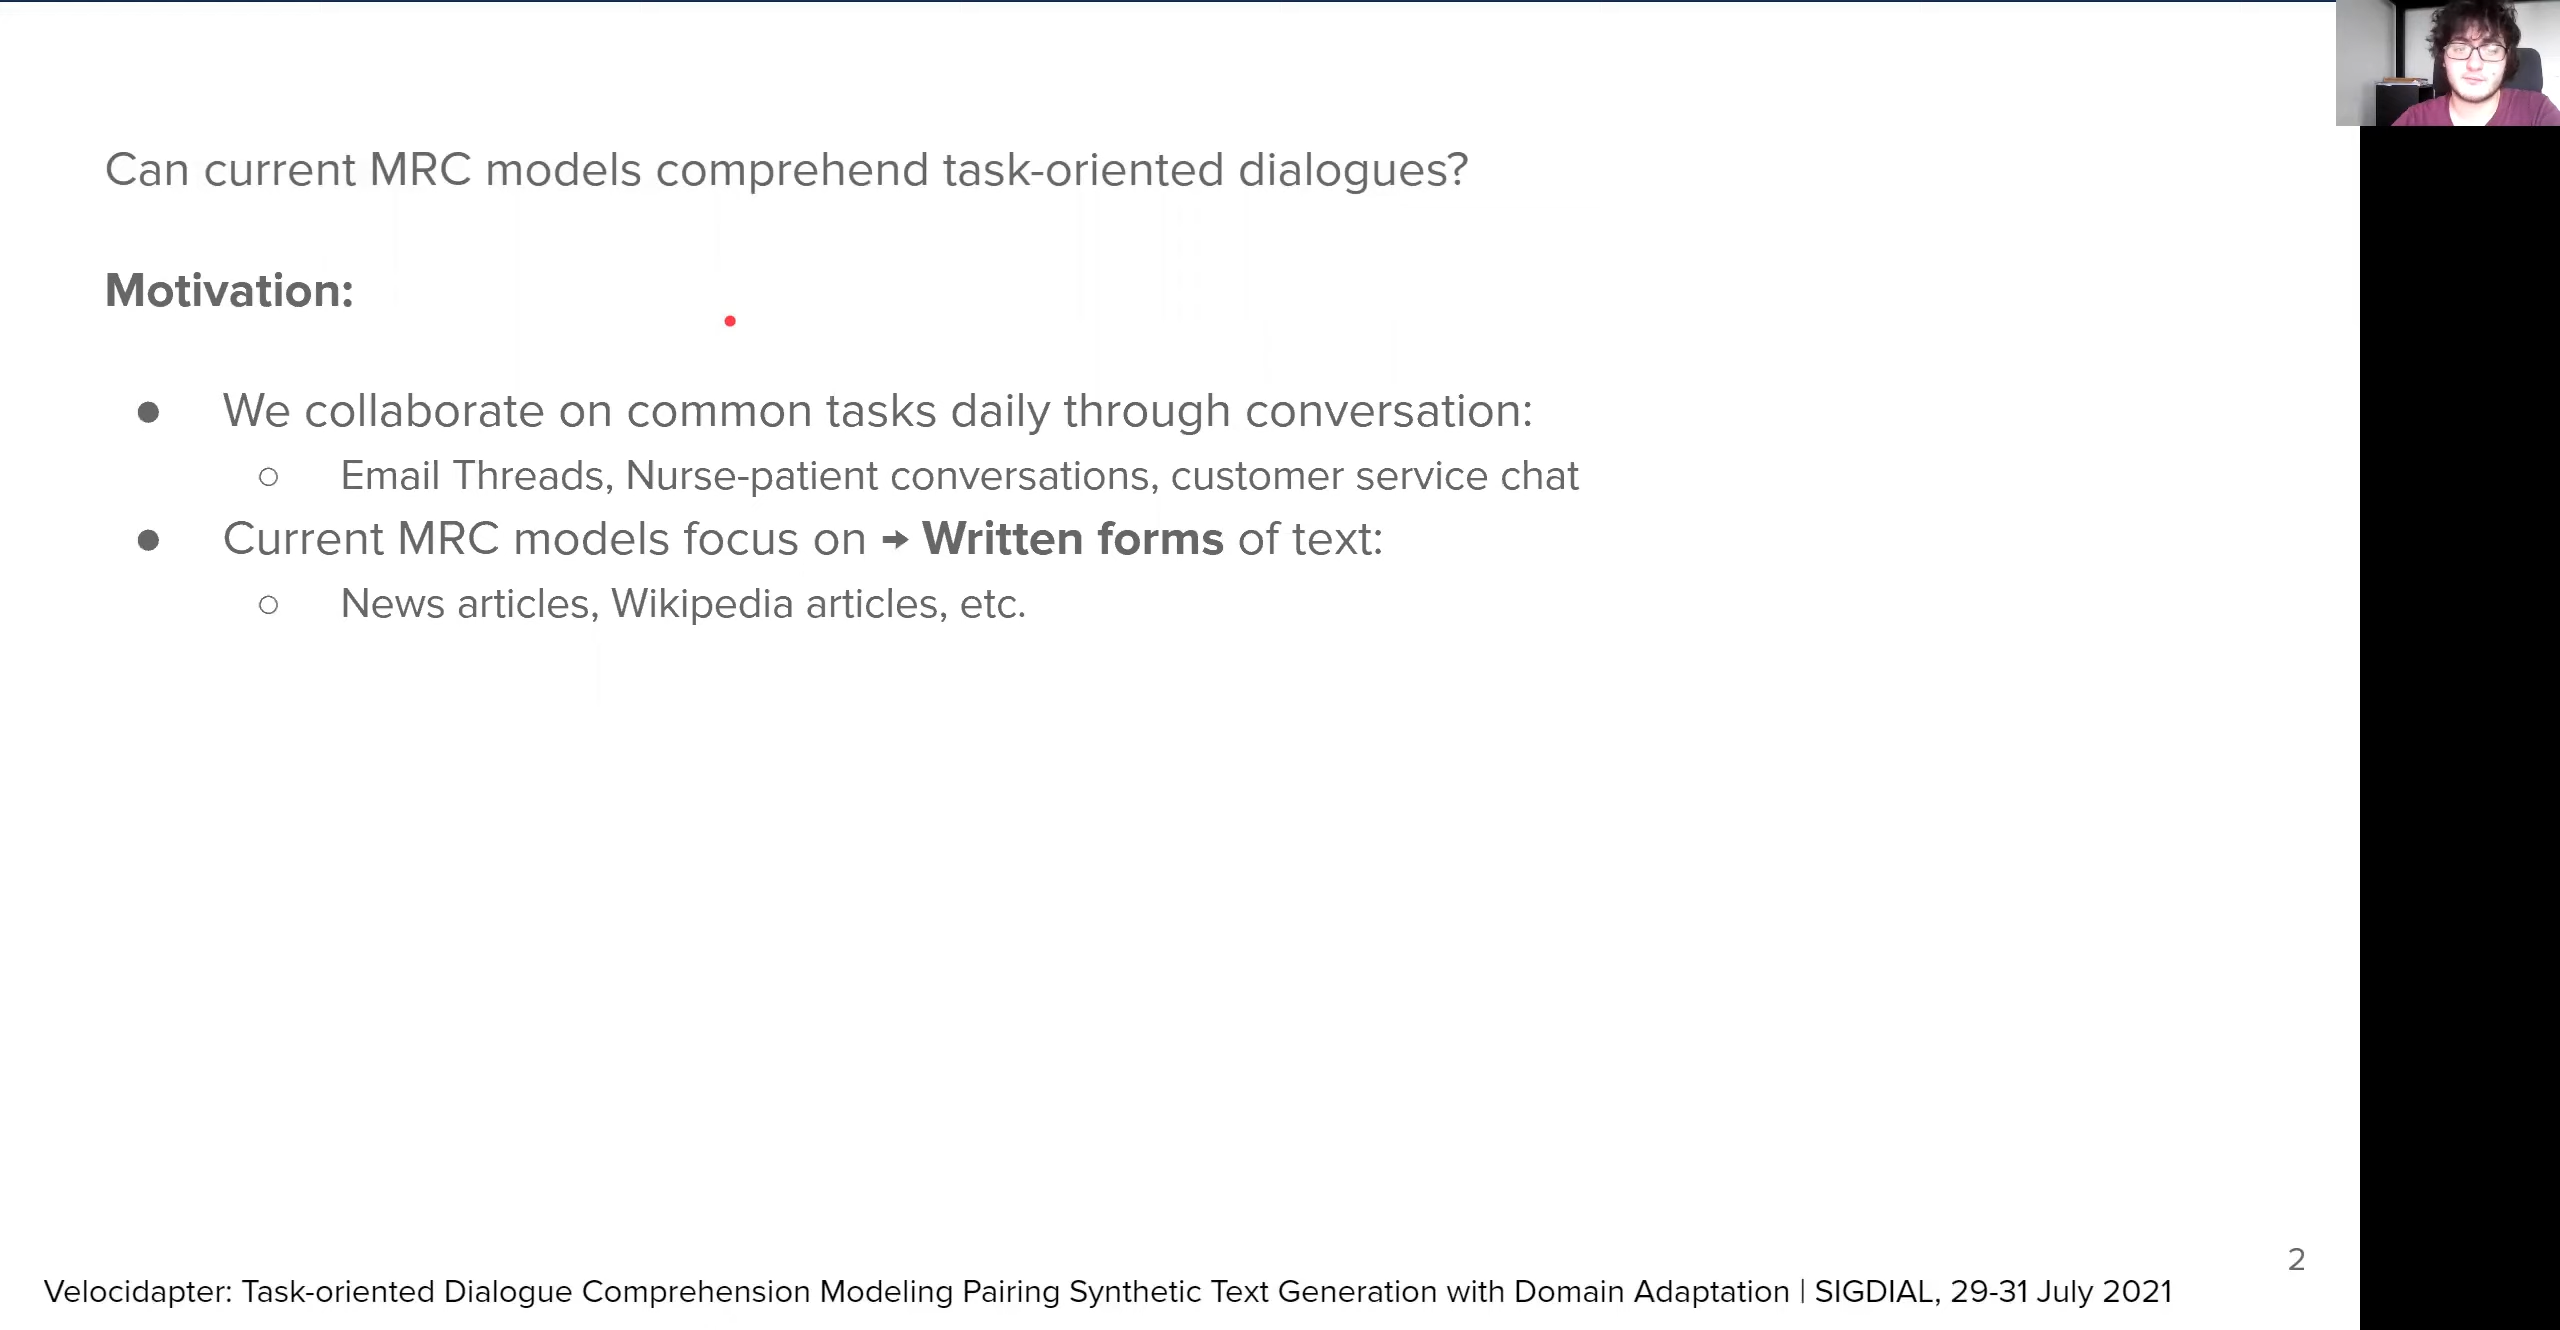 Can current MRC models comprehend task-oriented dialogues?
Motivation:
● We collaborate on common tasks daily through conversation:
○ Email Threads, Nurse-patient conversations, customer service chat
● Current MRC models focus on → Written forms of text:
○ News articles, Wikipedia articles, etc.
2
Velocidapter: Task-oriented Dialogue Comprehension Modeling Pairing Synthetic Text Generation with Domain Adaptation | SIGDIAL, 29-31 July 2021